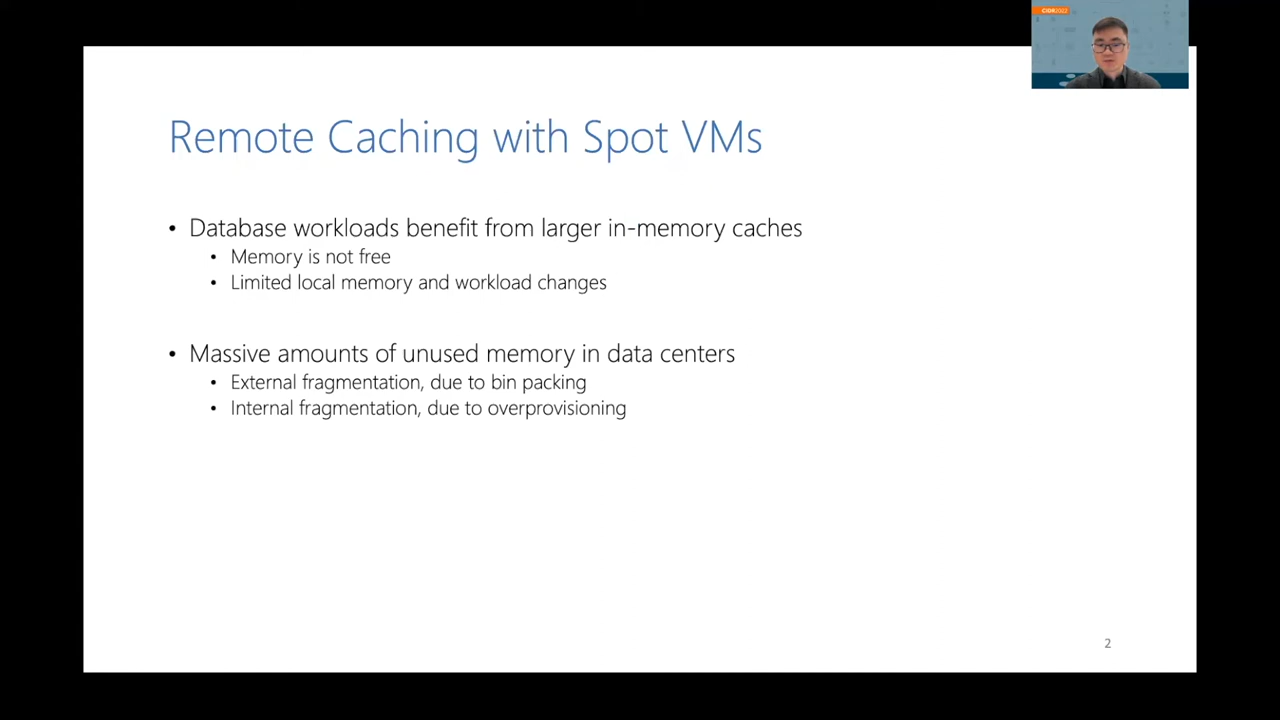 CIDR2022
Remote Caching with Spot VMs
• Database workloads benefit from larger in-memory caches
• Memory is not free
• Limited local memory and workload changes
• Massive amounts of unused memory in data centers
• External fragmentation, due to bin packing
• Internal fragmentation, due to overprovisioning
2